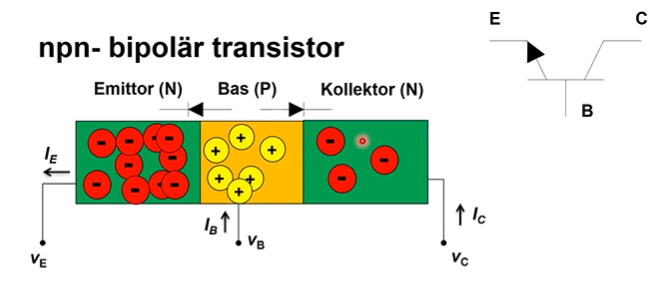 E
C
npn- bipolär transistor
Emittor (N)
Bas (P)
Kollektor (N)
B
I_E
I_B
I_C
v_E
v_B
v_C